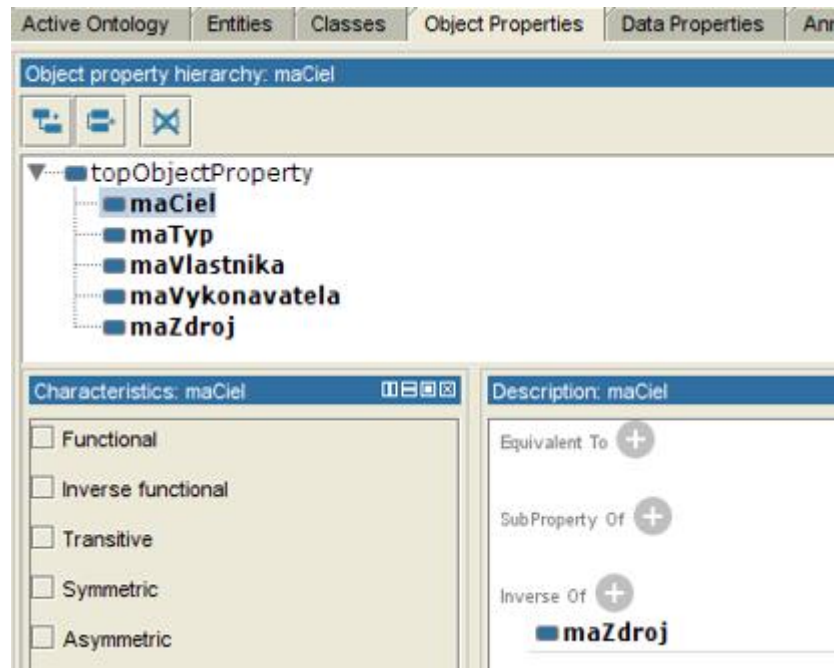 Active Ontology Entities Classes Object Properties Data Properties
Object property hierarchy: maCiel
topObjectProperty
maCiel
maTyp
maVlastnika
maVykonavatela
maZdroj
Characteristics: maCiel
Functional
Inverse functional
Transitive
Symmetric
Asymmetric
Description: maCiel
Equivalent To
SubProperty Of
Inverse Of
maZdroj